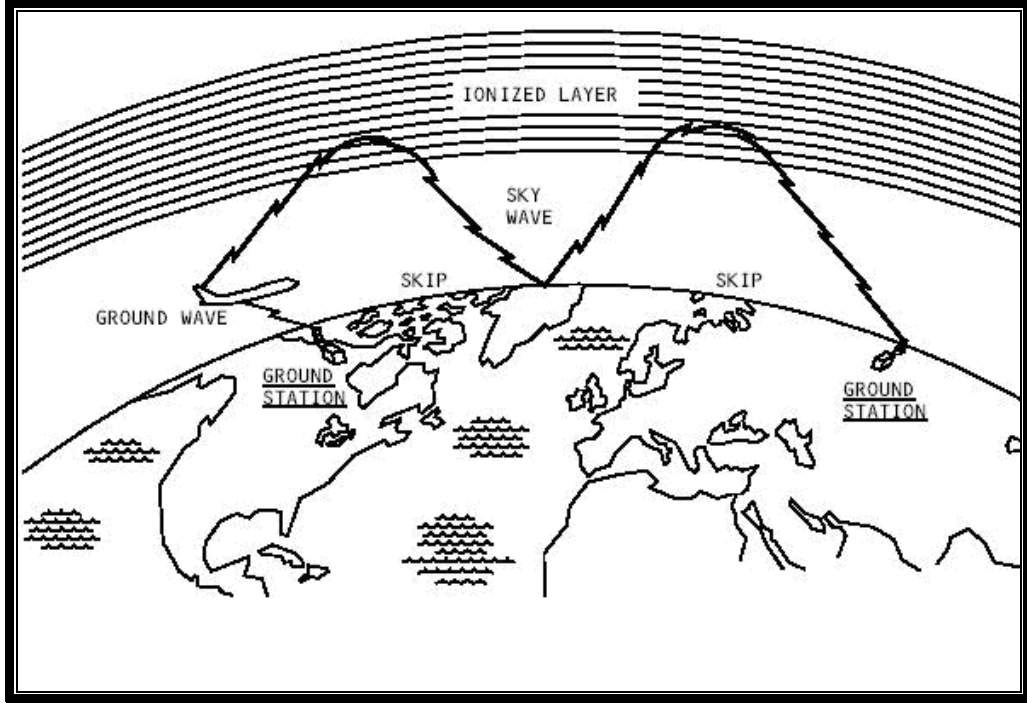 IONIZED LAYER
SKY
WAVE
SKIP
SKIP
GROUND WAVE
GROUND
STATION
GROUND
STATION